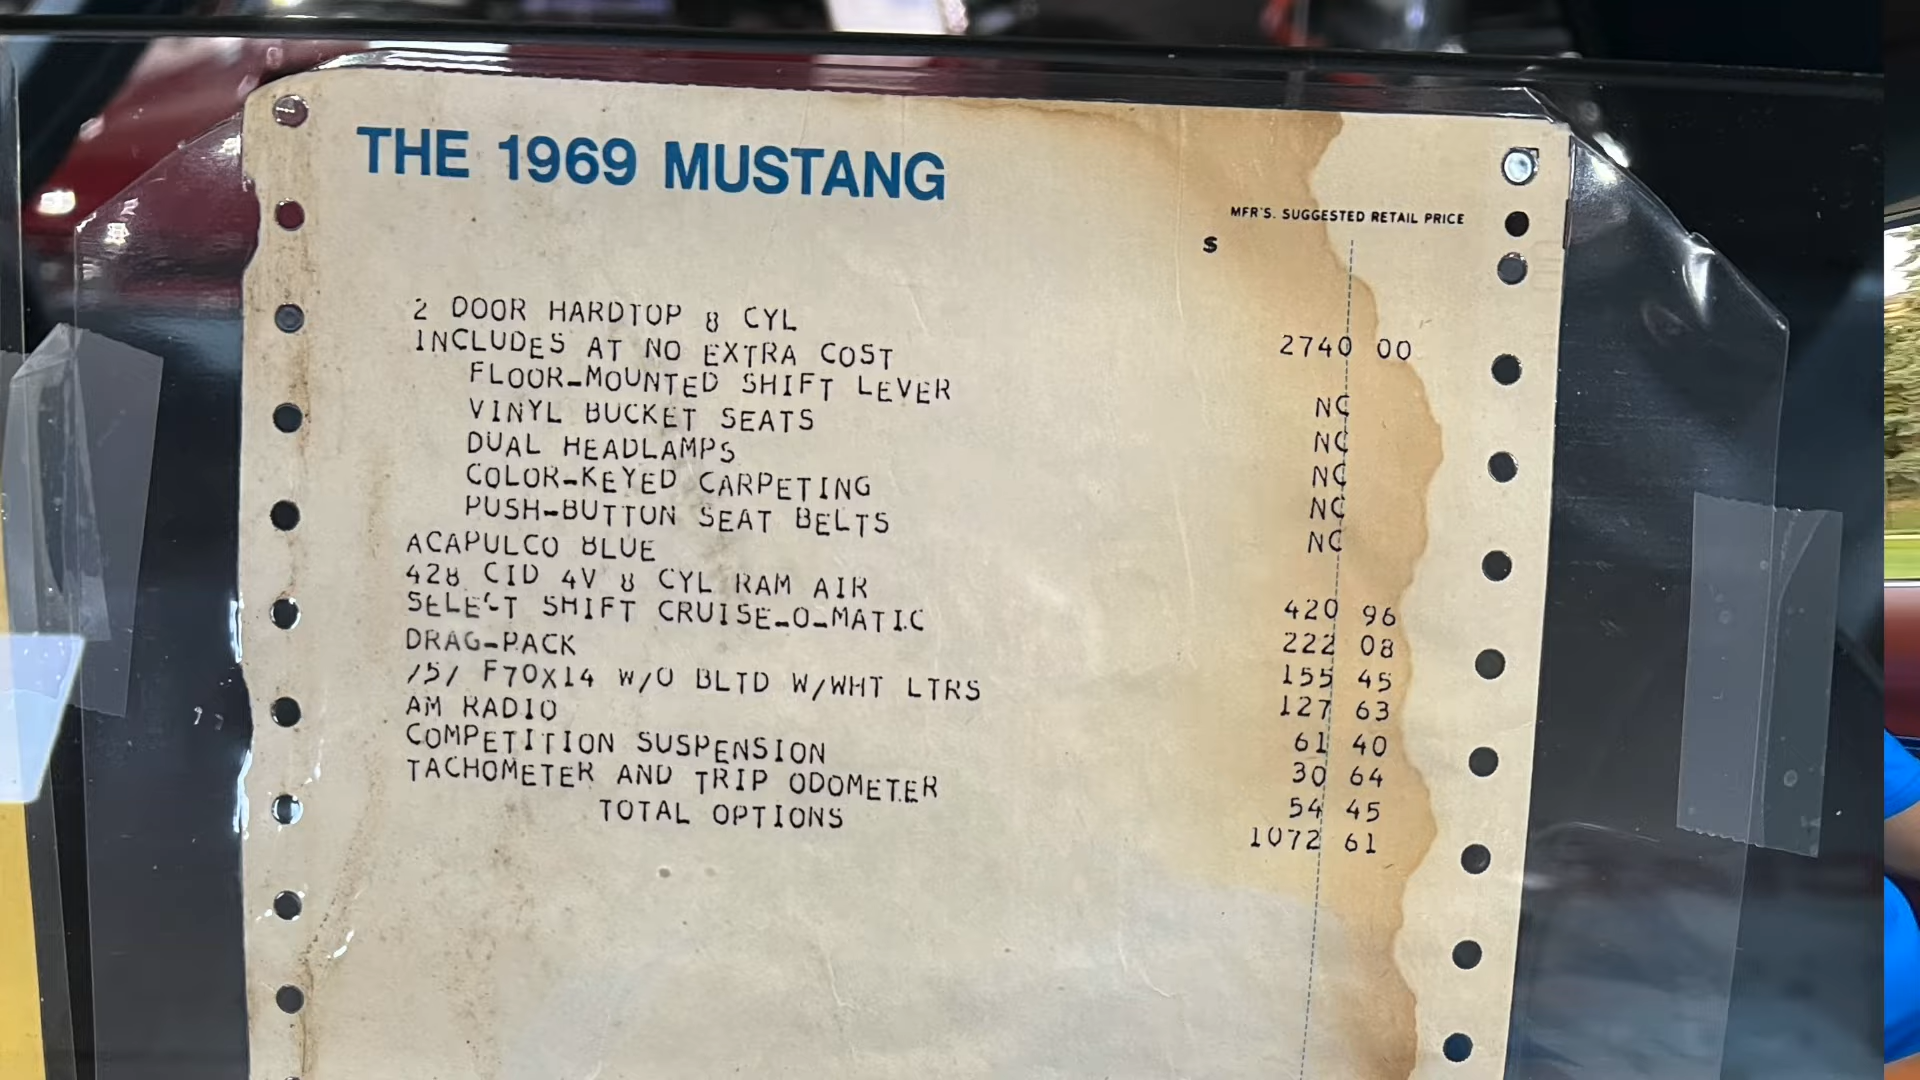 THE 1969 MUSTANG
MFR'S. SUGGESTED RETAIL PRICE
$
2 DOOR HARDTOP 8 CYL 2740 00
INCLUDES AT NO EXTRA COST
FLOOR-MOUNTED SHIFT LEVER NC
VINYL BUCKET SEATS NC
DUAL HEADLAMPS NC
COLOR-KEYED CARPETING NC
PUSH-BUTTON SEAT BELTS NC
ACAPULCO BLUE
428 CID 4V 8 CYL RAM AIR 420 96
SELECT SHIFT CRUISE-O-MATIC 222 08
DRAG-PACK 155 45
F70X14 W/O BLTD W/WHT LTRS 127 63
AM RADIO 61 40
COMPETITION SUSPENSION 30 64
TACHOMETER AND TRIP ODOMETER 54 45
TOTAL OPTIONS 1072 61